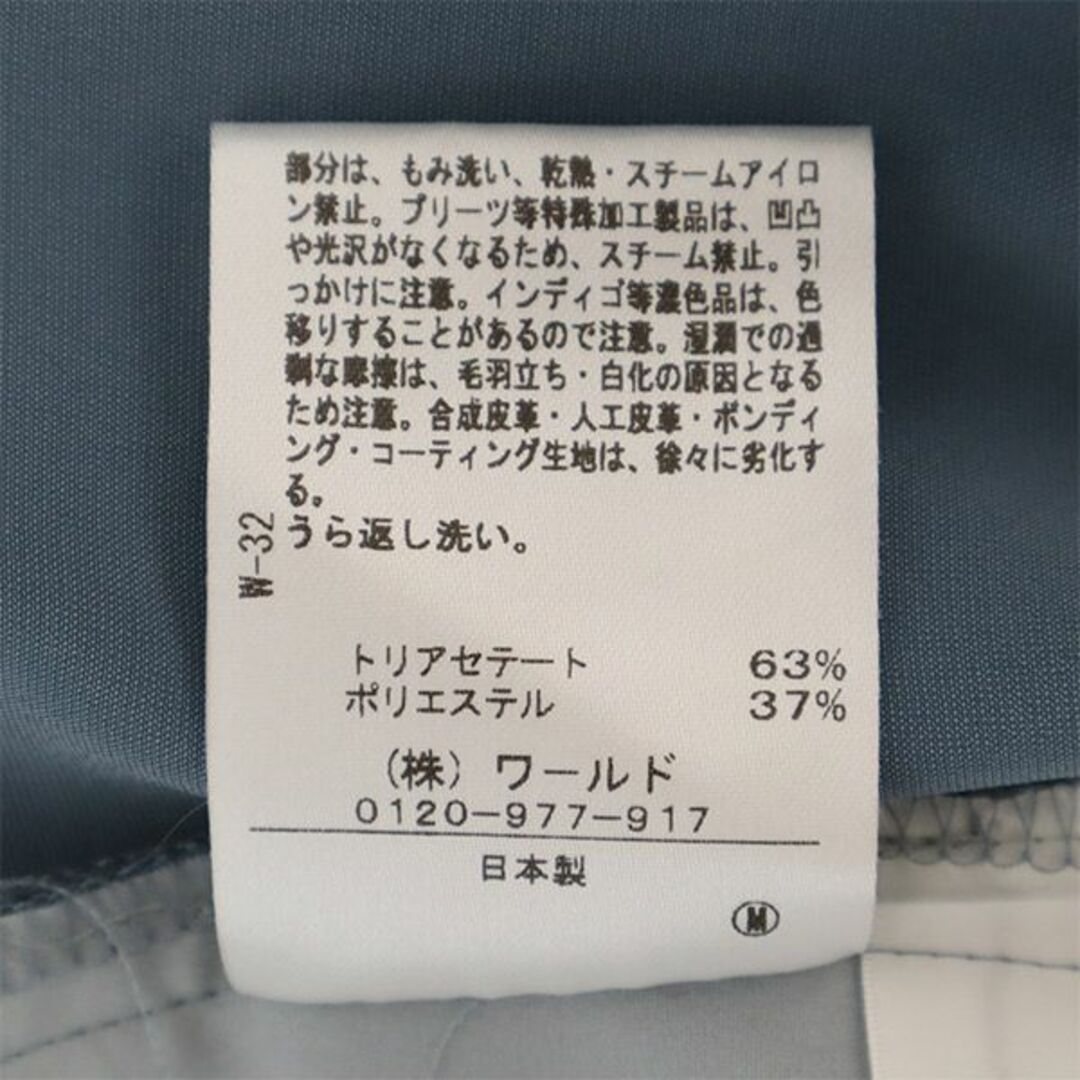 部分は、もみ洗い、乾熱・スチームアイロ
ン禁止。プリーツ等特殊加工製品は、凹凸
や光沢がなくなるため、スチーム禁止。引
っかけに注意。インディゴ等濃色品は、色
移りすることがあるので注意。湿潤での過
剰な摩擦は、毛羽立ち・白化の原因となる
ため注意。合成皮革・人工皮革・ボンディ
ング・コーティング生地は、徐々に劣化す
る。
うら返し洗い。
W-32
トリアセテート 63%
ポリエステル 37%
(株) ワールド
0120-977-917
日本製
M